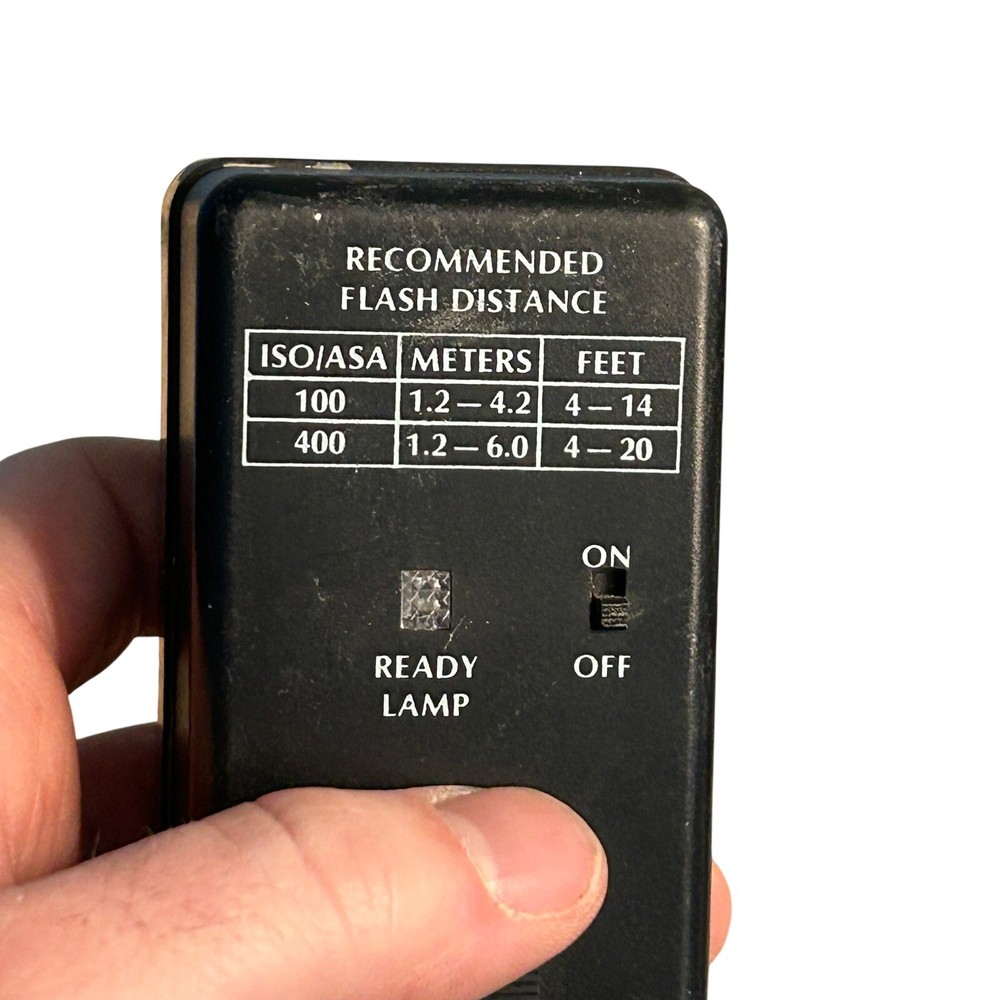 RECOMMENDED
FLASH DISTANCE
ISO/ASA METERS FEET
100 1.2 — 4.2 4 — 14
400 1.2 — 6.0 4 — 20
ON
OFF
READY
LAMP